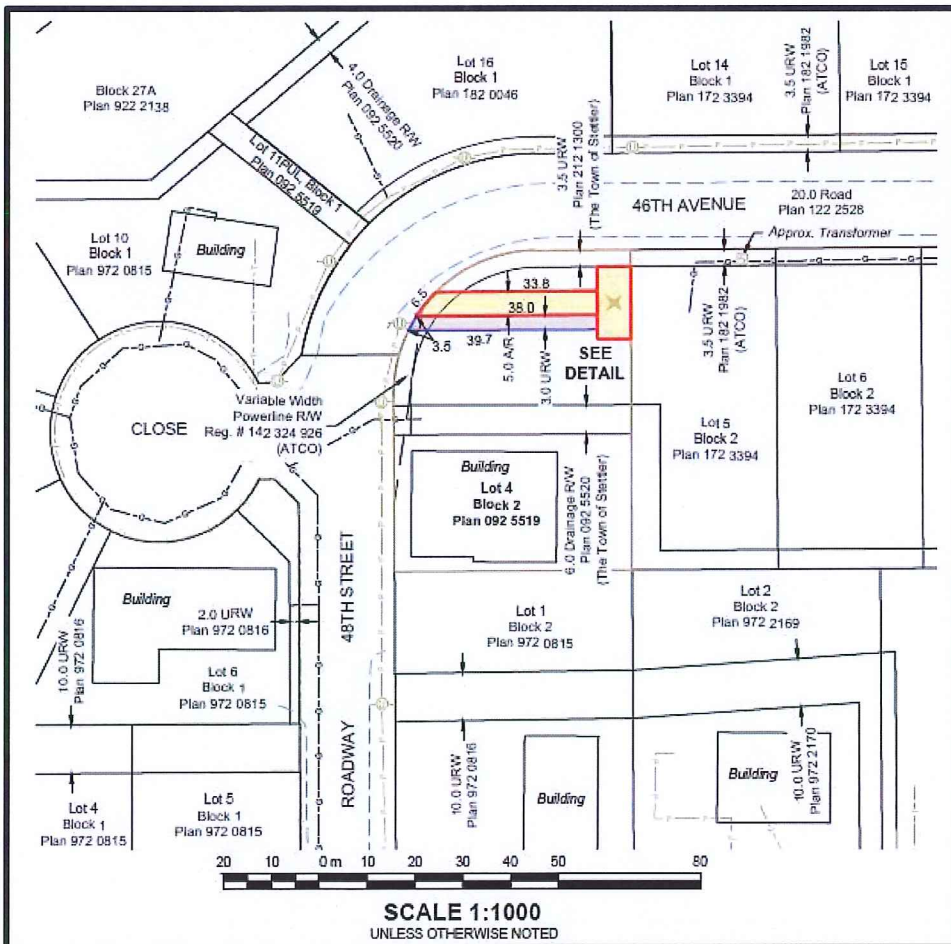 Block 27A
Plan 922 2138
4.0 Drainage R/W
Plan 092 5520
Lot 16
Block 1
Plan 182 0046
Lot 14
Block 1
Plan 172 3394
3.5 URW
Plan 182 1982
(ATCO)
Lot 15
Block 1
Plan 172 3394
Lot 11PUL, Block 1
Plan 092 5519
3.5 URW
Plan 212 1300
(The Town of Stettler)
46TH AVENUE
20.0 Road
Plan 122 2528
Approx. Transformer
Lot 10
Block 1
Plan 972 0815
Building
6.5
33.8
38.0
39.7
3.5
5.0 A/R
3.0 URW
SEE
DETAIL
3.5 URW
Plan 182 1982
(ATCO)
Lot 6
Block 2
Plan 172 3394
Lot 5
Block 2
Plan 172 3394
CLOSE
Variable Width
Powerline R/W
Reg. # 142 324 926
(ATCO)
Building
Lot 4
Block 2
Plan 092 5519
6.0 Drainage R/W
Plan 092 5520
(The Town of Stettler)
Building
2.0 URW
Plan 972 0816
10.0 URW
Plan 972 0816
48TH STREET
Lot 1
Block 2
Plan 972 0815
Lot 2
Block 2
Plan 972 2169
Lot 6
Block 1
Plan 972 0815
ROADWAY
10.0 URW
Plan 972 0816
Building
Building
10.0 URW
Plan 972 2170
Lot 4
Block 1
Plan 972 0815
Lot 5
Block 1
Plan 972 0815
20 10 0 m 10 20 30 40 50 80
SCALE 1:1000
UNLESS OTHERWISE NOTED